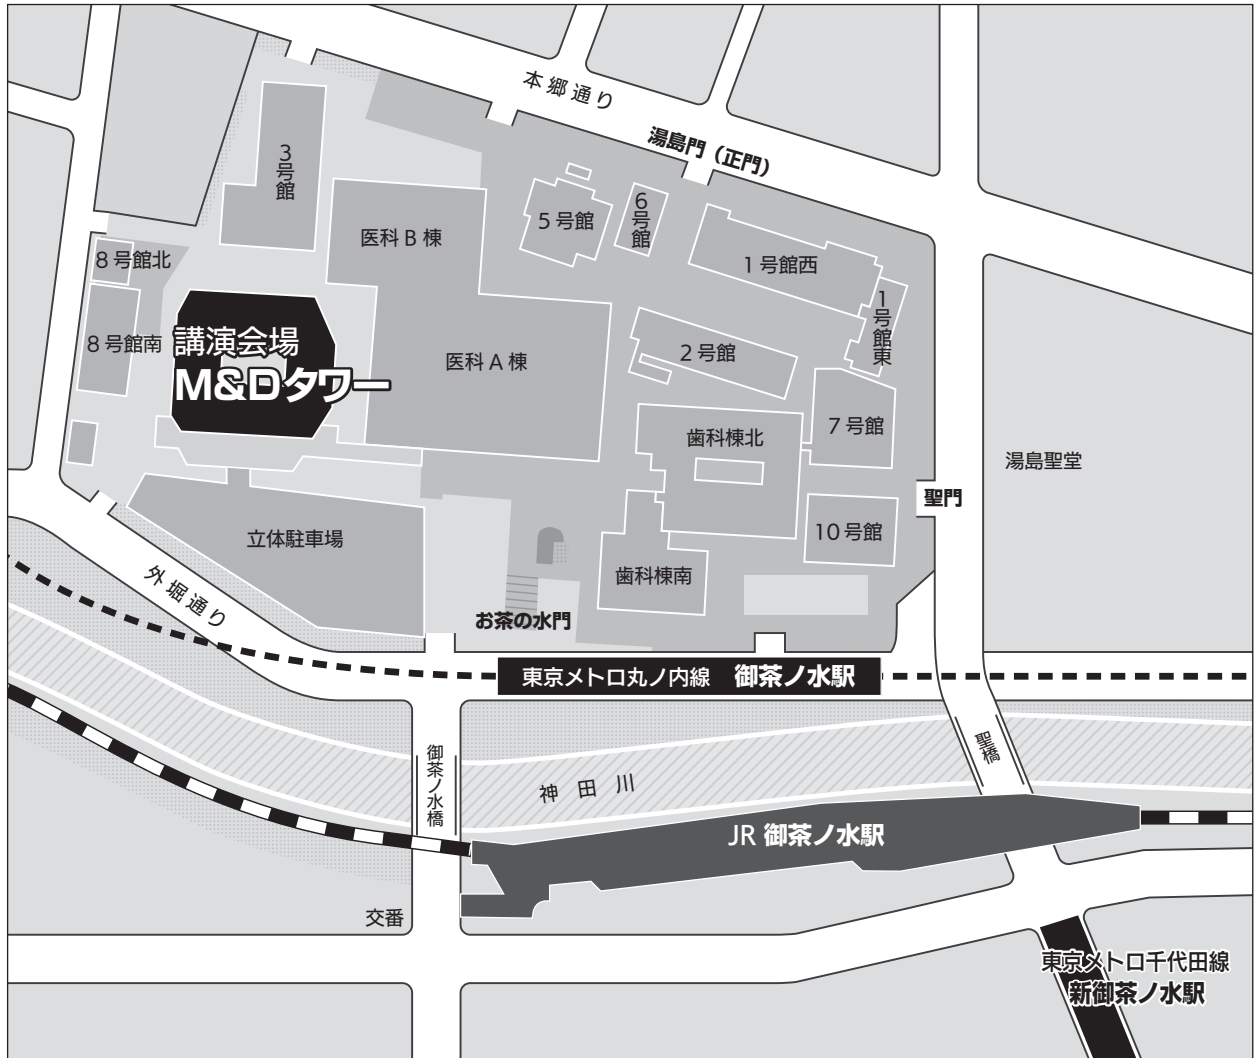 本郷通り
湯島門（正門）
3号館
5号館
6号館
医科B棟
1号館西
8号館北
1号館東
講演会場
8号館南
M&Dタワー
医科A棟
2号館
7号館
歯科棟北
湯島聖堂
聖門
10号館
立体駐車場
歯科棟南
外堀通り
お茶の水門
東京メトロ丸ノ内線 御茶ノ水駅
聖橋
御茶ノ水橋
神田川
JR 御茶ノ水駅
交番
東京メトロ千代田線
新御茶ノ水駅